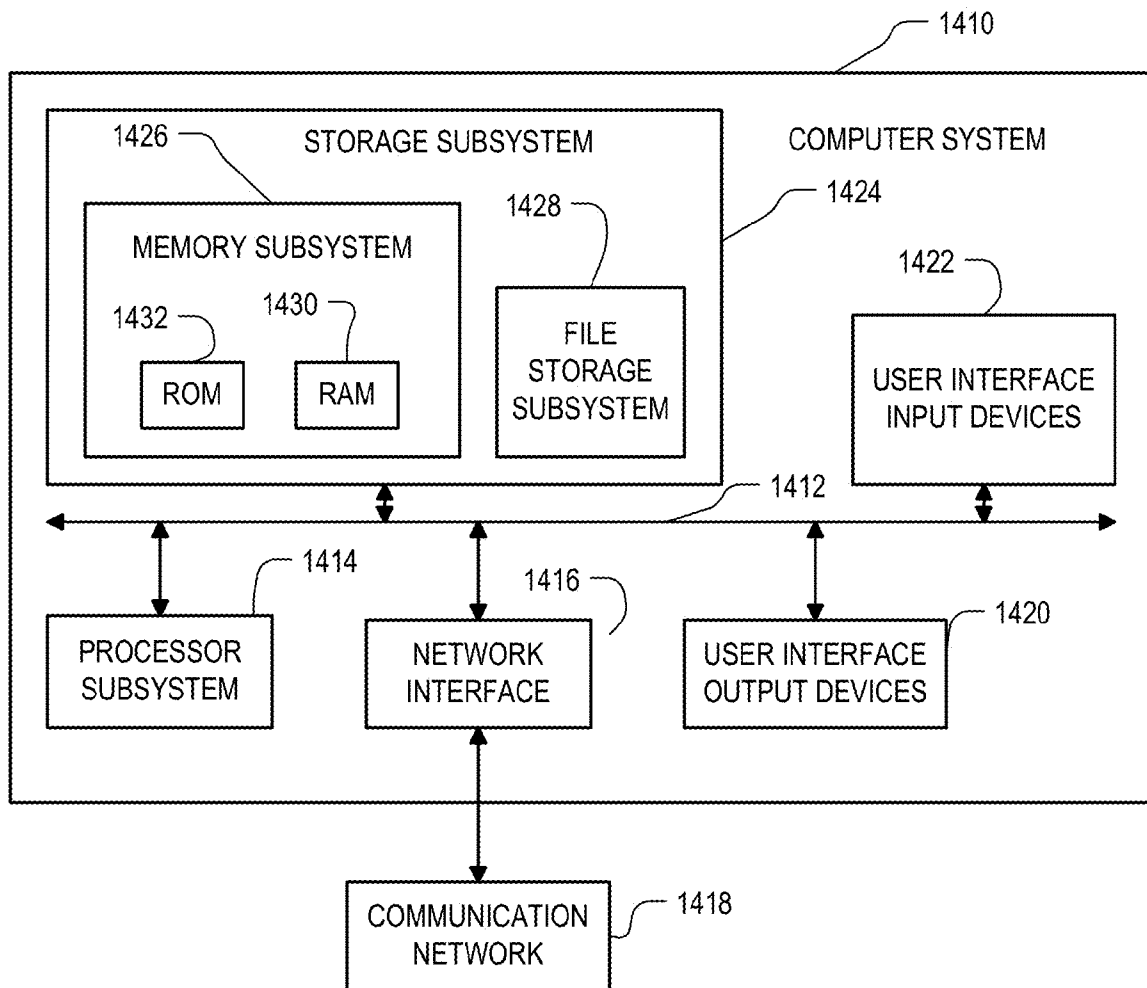 1410
STORAGE SUBSYSTEM
COMPUTER SYSTEM
1426
1424
1428
MEMORY SUBSYSTEM
1422
1432
1430
FILE
STORAGE
SUBSYSTEM
ROM
RAM
USER INTERFACE
INPUT DEVICES
1412
1414
1416
1420
PROCESSOR
SUBSYSTEM
NETWORK
INTERFACE
USER INTERFACE
OUTPUT DEVICES
COMMUNICATION
NETWORK
1418